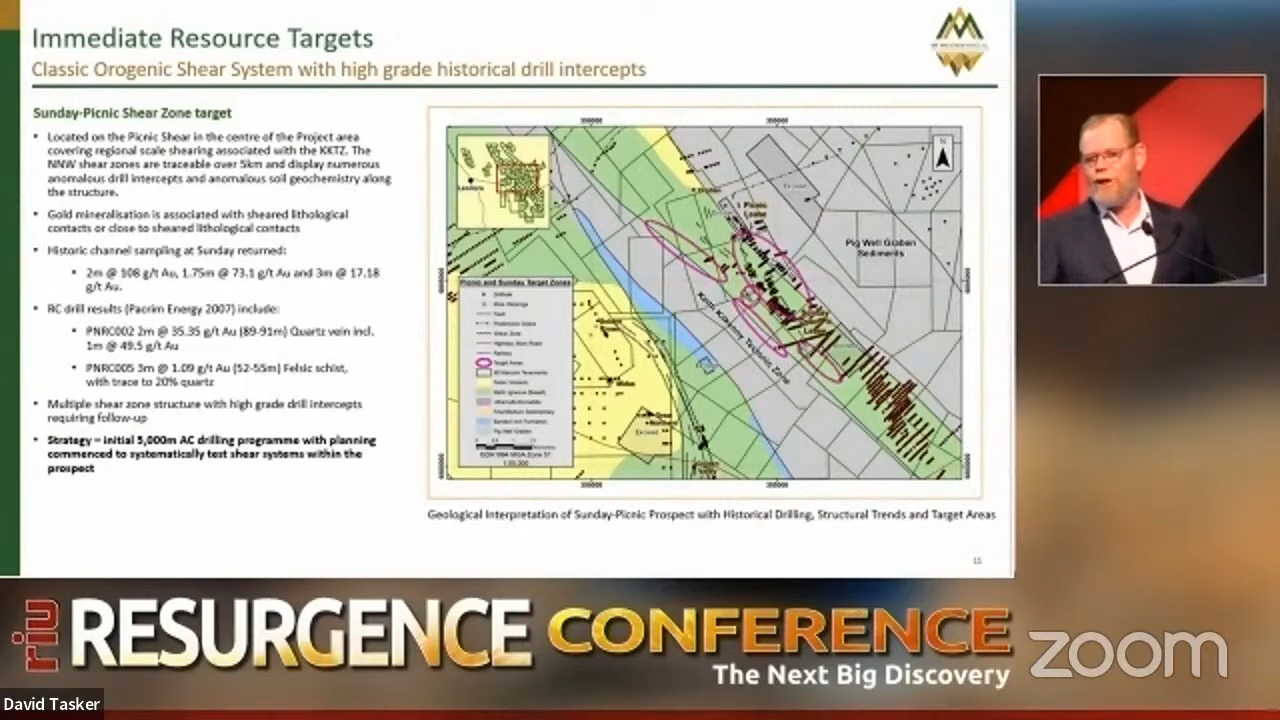 Immediate Resource Targets
Classic Orogenic Shear System with high grade historical drill intercepts
Sunday-Picnic Shear Zone target
• Located on the Picnic Shear in the centre of the Project area
covering regional scale shearing associated with the KKTZ. The
NNW shear zones are traceable over 5km and display numerous
anomalous drill intercepts and anomalous soil geochemistry along
the structure.
• Gold mineralisation is associated with sheared lithological
contacts or close to sheared lithological contacts
• Historic channel sampling at Sunday returned:
• 2m @ 108 g/t Au, 1.75m @ 73.1 g/t Au and 3m @ 17.18
g/t Au.
• RC drill results (Pacrim Energy 2007) include:
• PNRC002 2m @ 35.35 g/t Au (89-91m) Quartz vein incl.
1m @ 49.5 g/t Au
• PNRC005 3m @ 1.09 g/t Au (52-55m) Felsic schist,
with trace to 20% quartz
• Multiple shear zone structure with high grade drill intercepts
requiring follow-up
• Strategy – initial 5,000m AC drilling programme with planning
commenced to systematically test shear systems within the
prospect
N
Leonora
Picnic
Pig Well Graben
Sediments
Picnic and Sunday Target Zones
Target Areas
Pig Well Graben
Geological Interpretation of Sunday-Picnic Prospect with Historical Drilling, Structural Trends and Target Areas
11
riu RESURGENCE CONFERENCE
The Next Big Discovery
zoom
David Tasker